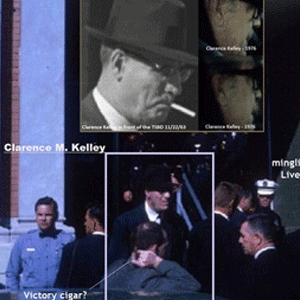 Clarence Kelley - 1976
Clarence Kelley - 1976
Clarence Kelley in front of the TSBD 11/22/63
Clarence M. Kelley
mingli
Live
Victory cigar?